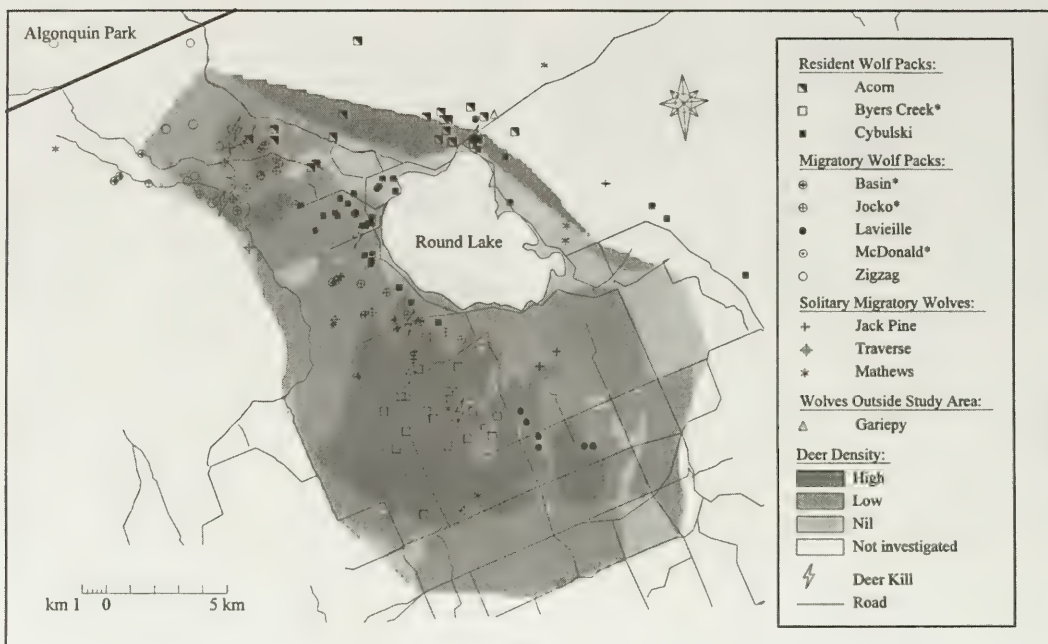 Algonquin Park
Round Lake
km 1 0 5 km
Resident Wolf Packs:
Acorn
Byers Creek*
Cybulski
Migratory Wolf Packs:
Basin*
Jocko*
Lavieille
McDonald*
Zigzag
Solitary Migratory Wolves:
Jack Pine
Traverse
Mathews
Wolves Outside Study Area:
Gariepy
Deer Density:
High
Low
Nil
Not investigated
Deer Kill
Road